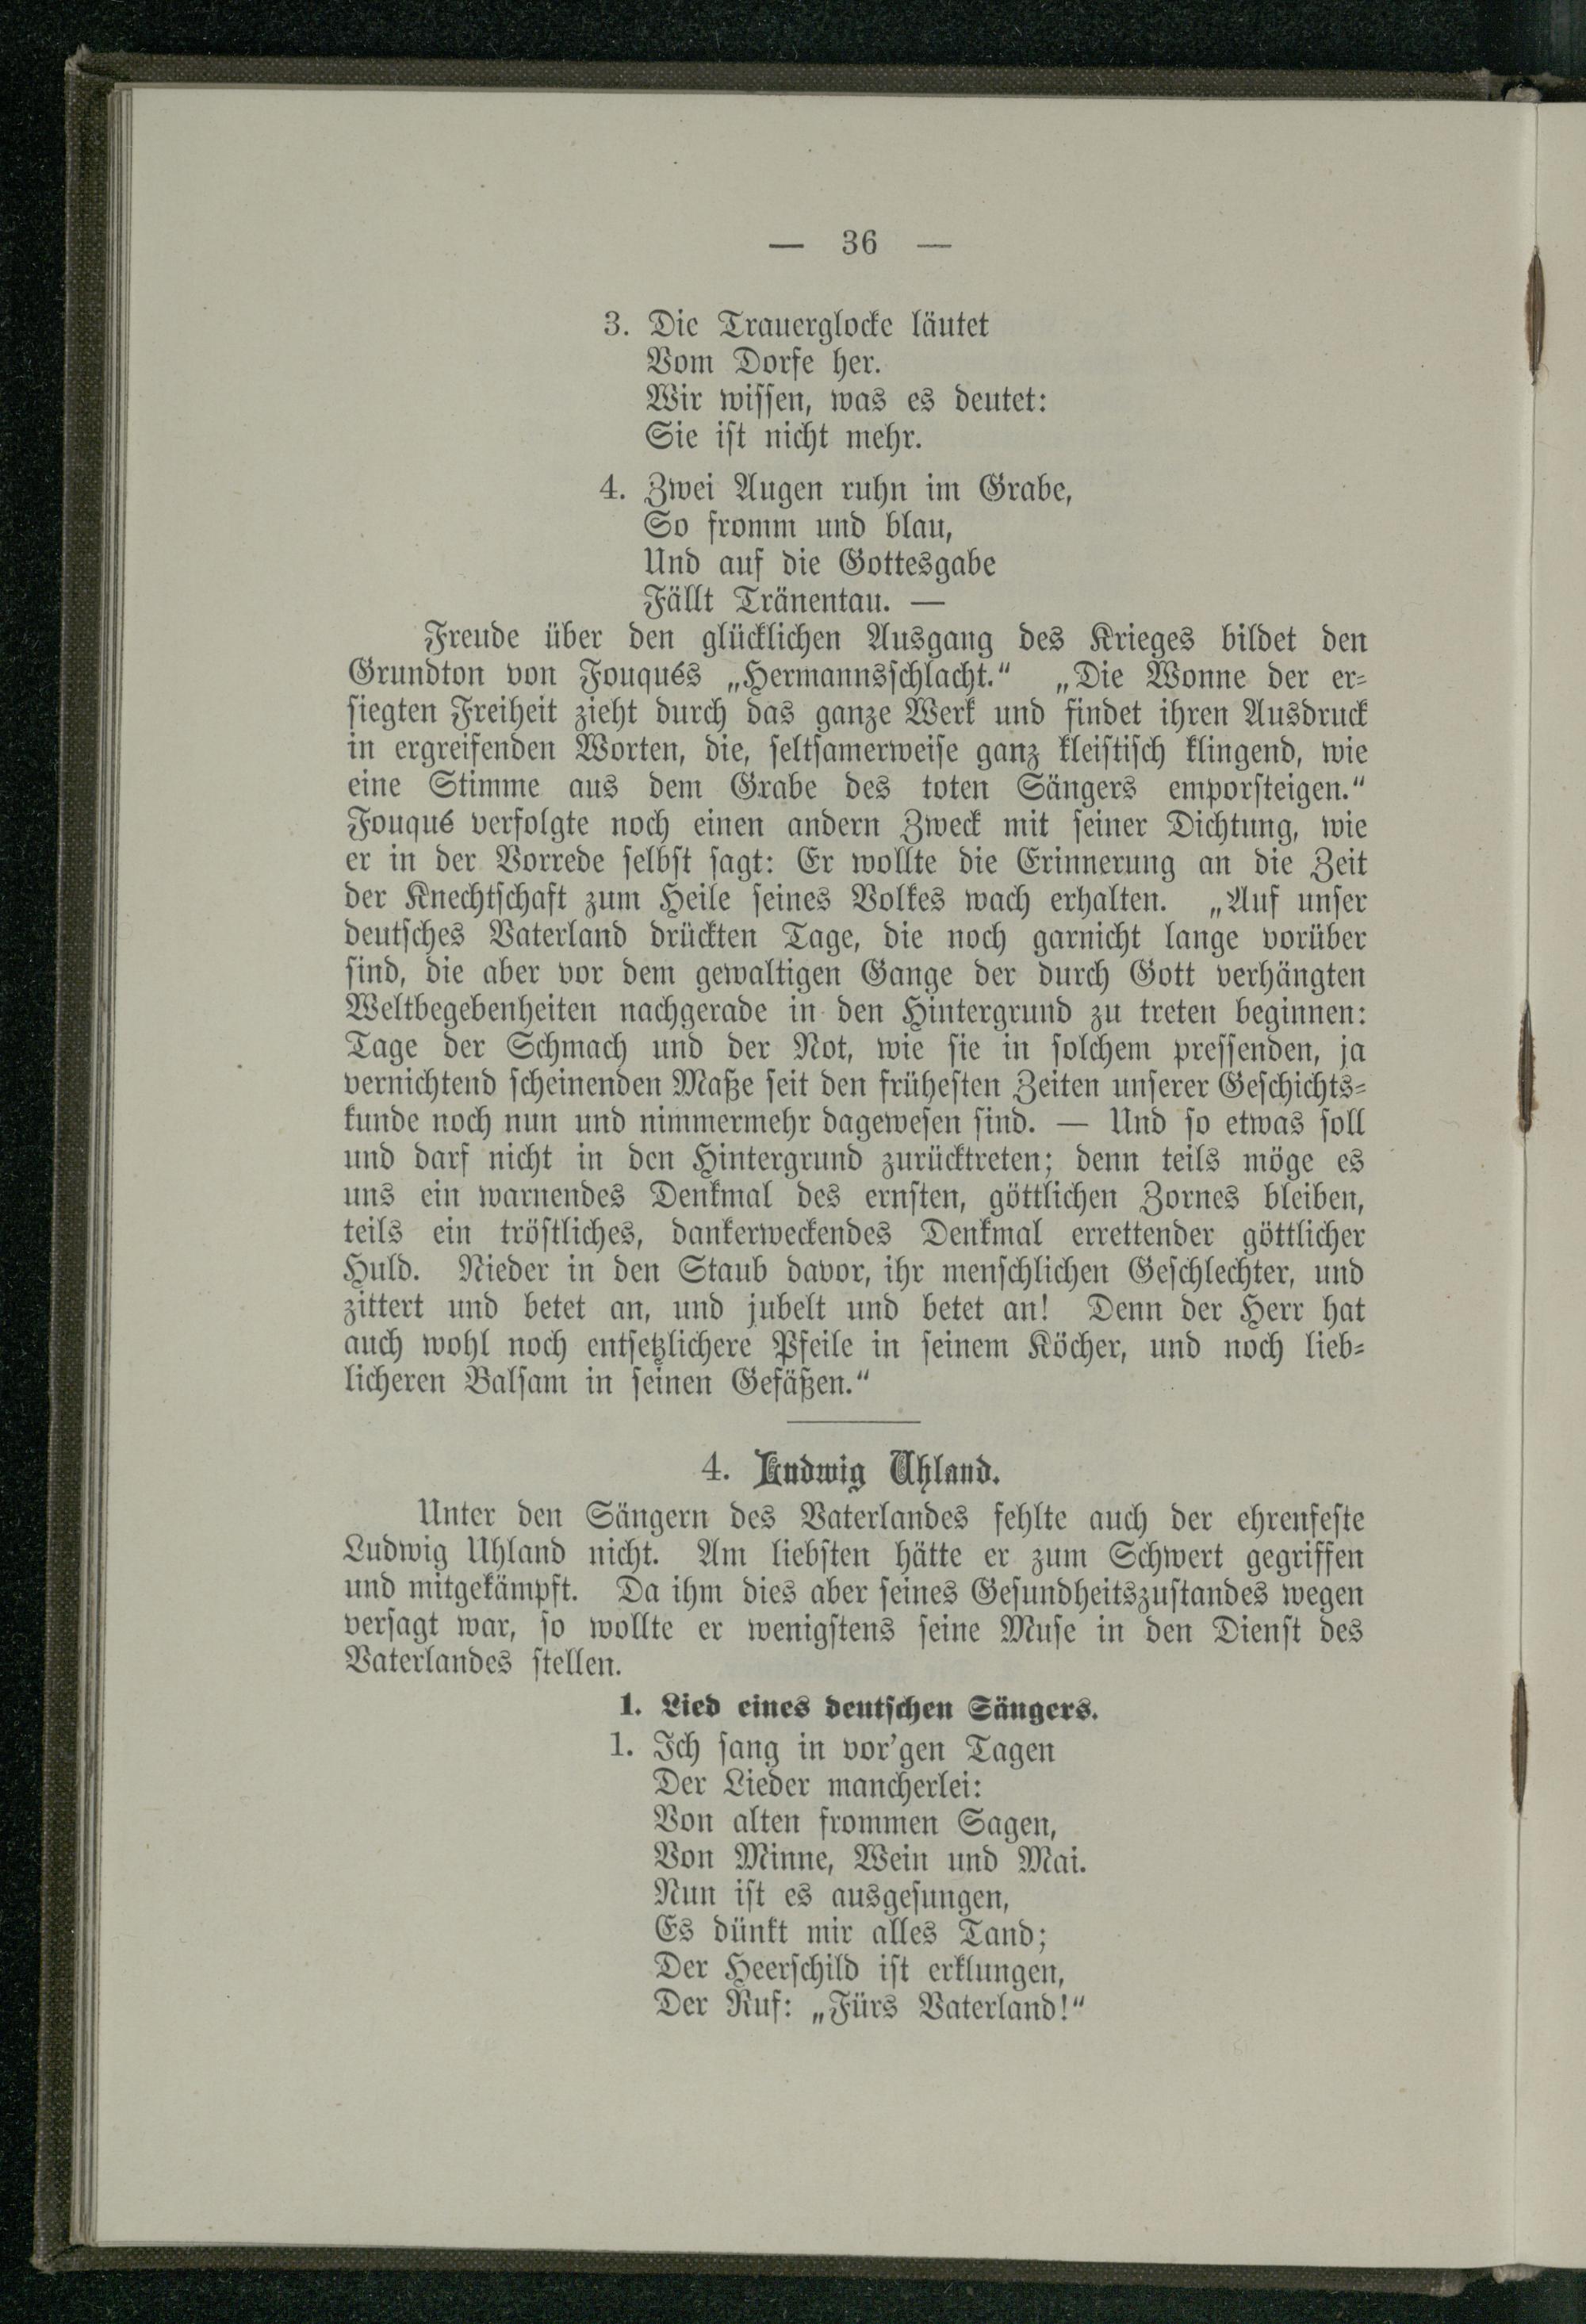 — 36 —
3. Die Trauerglocke läutet
Vom Dorfe her.
Wir wissen, was es deutet:
Sie ist nicht mehr.
4. Zwei Augen ruhn im Grabe,
So fromm und blau,
Und auf die Gottesgabe
Fällt Tränentau. —
Freude über den glücklichen Ausgang des Krieges bildet den
Grundton von Fouqués „Hermannsschlacht.“ „Die Wonne der er-
siegten Freiheit zieht durch das ganze Werk und findet ihren Ausdruck
in ergreifenden Worten, die, seltsamerweise ganz kleistisch klingend, wie
eine Stimme aus dem Grabe des toten Sängers emporsteigen.“
Fouqué verfolgte noch einen andern Zweck mit seiner Dichtung, wie
er in der Vorrede selbst sagt: Er wollte die Erinnerung an die Zeit
der Knechtschaft zum Heile seines Volkes wach erhalten. „Auf unser
deutsches Vaterland drückten Tage, die noch garnicht lange vorüber
sind, die aber vor dem gewaltigen Gange der durch Gott verhängten
Weltbegebenheiten nachgerade in den Hintergrund zu treten beginnen:
Tage der Schmach und der Not, wie sie in solchem pressenden, ja
vernichtend scheinenden Maße seit den frühesten Zeiten unserer Geschichts-
kunde noch nun und nimmermehr dagewesen sind. — Und so etwas soll
und darf nicht in den Hintergrund zurücktreten; denn teils möge es
uns ein warnendes Denkmal des ernsten, göttlichen Zornes bleiben,
teils ein tröstliches, dankerweckendes Denkmal errettender göttlicher
Huld. Nieder in den Staub davor, ihr menschlichen Geschlechter, und
zittert und betet an, und jubelt und betet an! Denn der Herr hat
auch wohl noch entsetzlichere Pfeile in seinem Köcher, und noch lieb-
licheren Balsam in seinen Gefäßen.“
4. Ludwig Uhland.
Unter den Sängern des Vaterlandes fehlte auch der ehrenfeste
Ludwig Uhland nicht. Am liebsten hätte er zum Schwert gegriffen
und mitgekämpft. Da ihm dies aber seines Gesundheitszustandes wegen
versagt war, so wollte er wenigstens seine Muse in den Dienst des
Vaterlandes stellen.
1. Lied eines deutschen Sängers.
1. Ich sang in vor'gen Tagen
Der Lieder mancherlei:
Von alten frommen Sagen,
Von Minne, Wein und Mai.
Nun ist es ausgesungen,
Es dünkt mir alles Tand;
Der Heerschild ist erklungen,
Der Ruf: „Fürs Vaterland!“